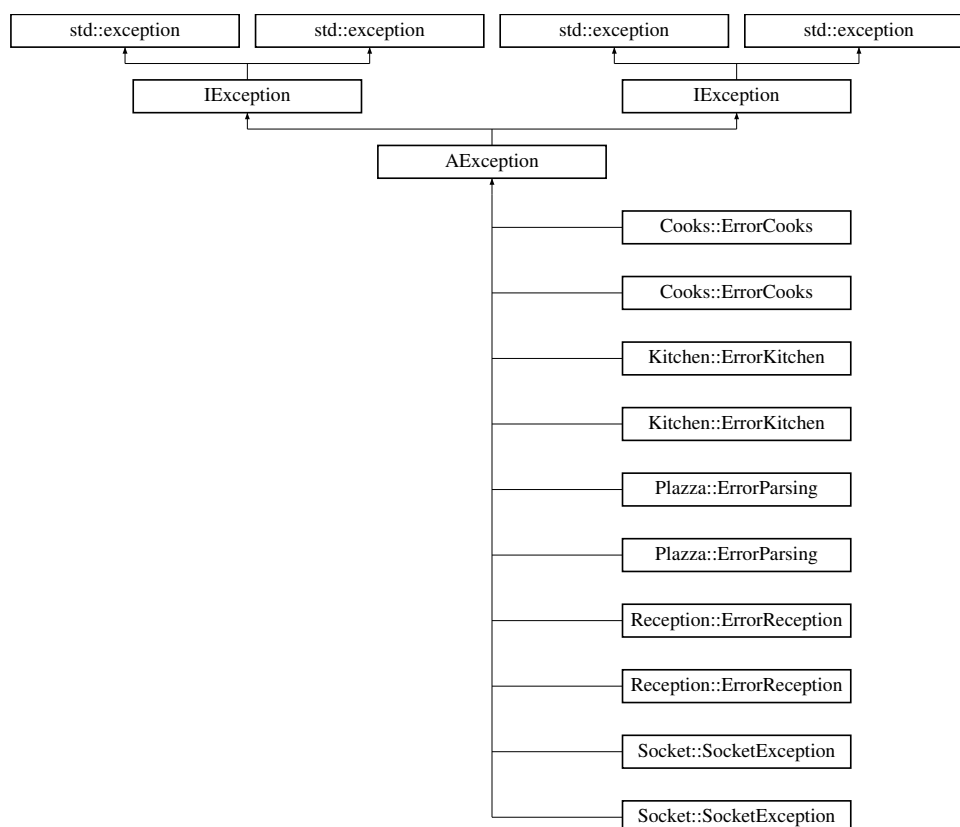 std::exception
std::exception
std::exception
std::exception
IException
IException
AException
Cooks::ErrorCooks
Cooks::ErrorCooks
Kitchen::ErrorKitchen
Kitchen::ErrorKitchen
Plazza::ErrorParsing
Plazza::ErrorParsing
Reception::ErrorReception
Reception::ErrorReception
Socket::SocketException
Socket::SocketException